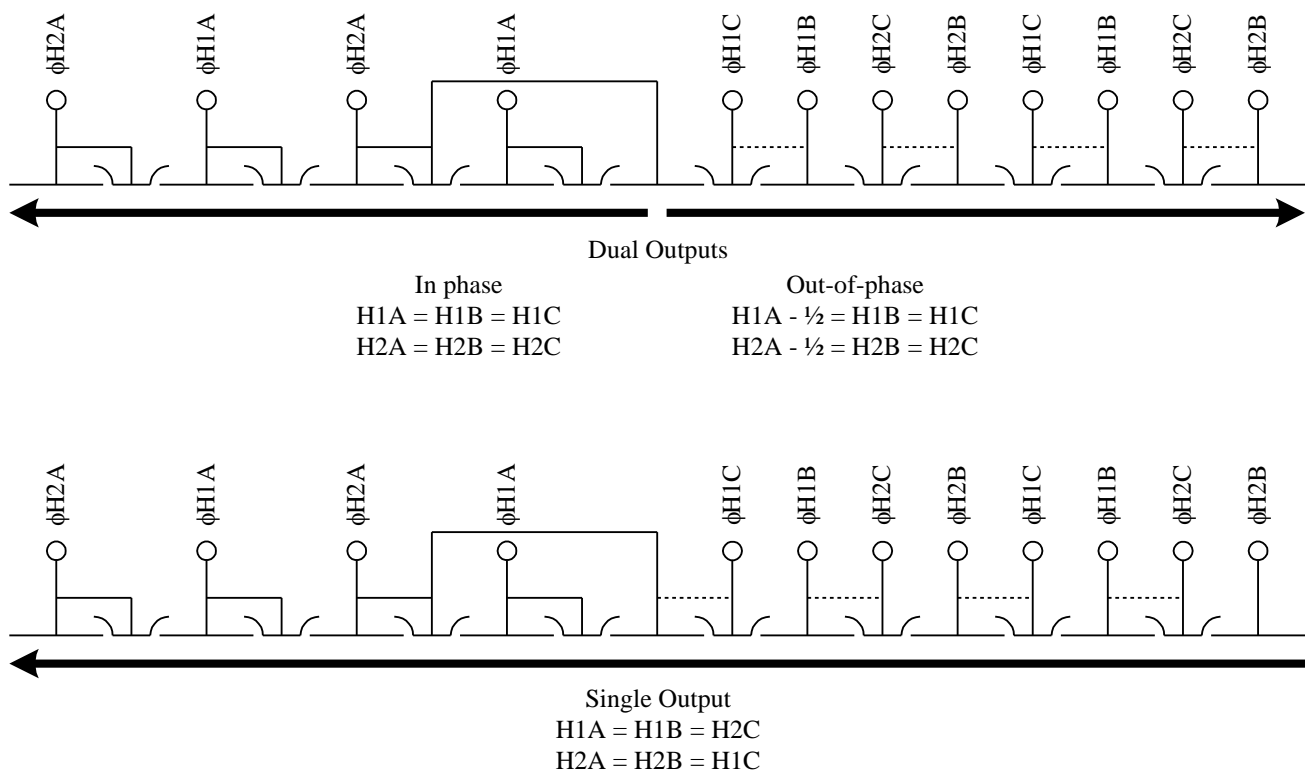 ϕH2A ϕH1A ϕH2A ϕH1A ϕH1C ϕH1B ϕH2C ϕH2B ϕH1C ϕH1B ϕH2C ϕH2B
Dual Outputs
In phase
H1A = H1B = H1C
H2A = H2B = H2C
Out-of-phase
H1A - ½ = H1B = H1C
H2A - ½ = H2B = H2C
ϕH2A ϕH1A ϕH2A ϕH1A ϕH1C ϕH1B ϕH2C ϕH2B ϕH1C ϕH1B ϕH2C ϕH2B
Single Output
H1A = H1B = H2C
H2A = H2B = H1C